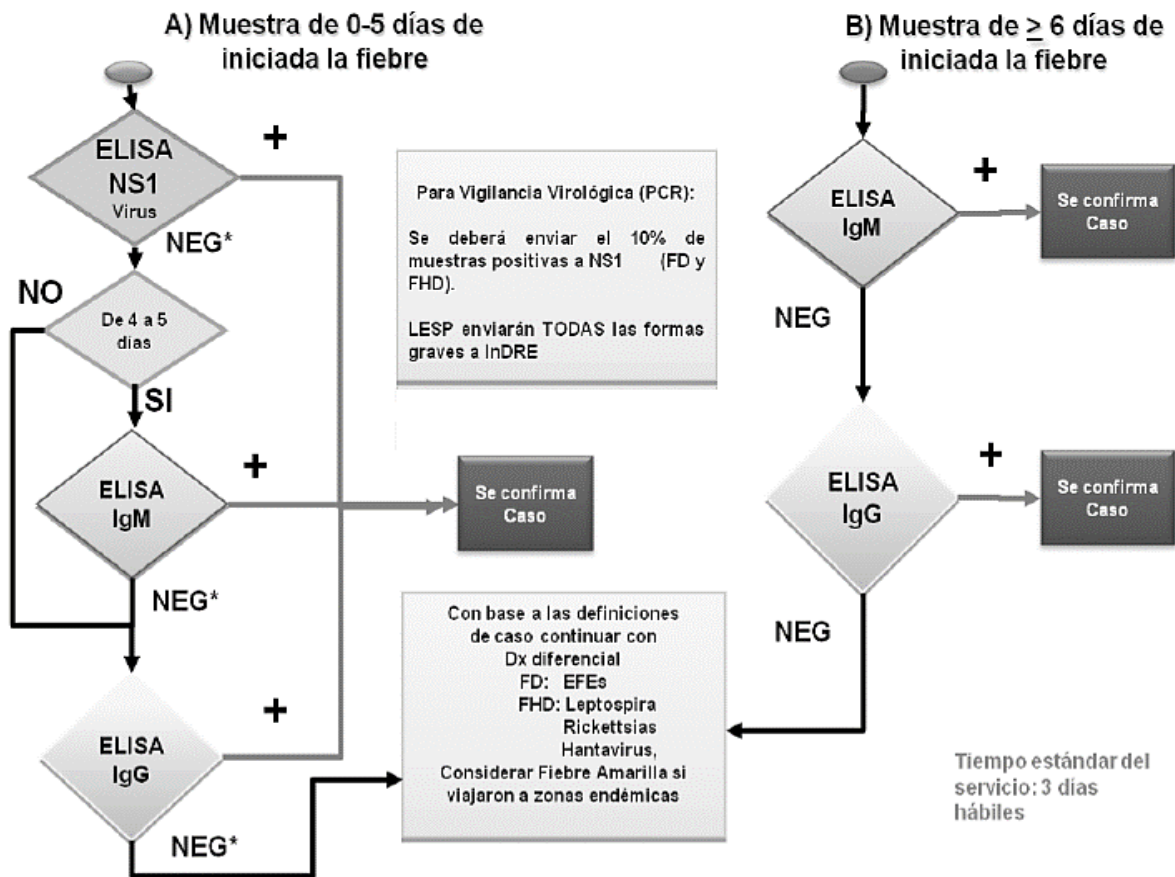 A) Muestra de 0-5 días de
iniciada la fiebre
+
ELISA
NS1
Virus
NEG*
NO
De 4 a 5
días
SI
+
ELISA
IgM
NEG*
Se confirma
Caso
+
ELISA
IgG
NEG*
Para Vigilancia Virológica (PCR):
Se deberá enviar el 10% de
muestras positivas a NS1 (FD y
FHD).
LESP enviarán TODAS las formas
graves a InDRE
Con base a las definiciones
de caso continuar con
Dx diferencial
FD: EFEs
FHD: Leptospira
Rickettsias
Hantavirus,
Considerar Fiebre Amarilla si
viajaron a zonas endémicas
B) Muestra de ≥ 6 días de
iniciada la fiebre
+
ELISA
IgM
Se confirma
Caso
NEG
+
ELISA
IgG
Se confirma
Caso
NEG
Tiempo estándar del
servicio: 3 días
hábiles